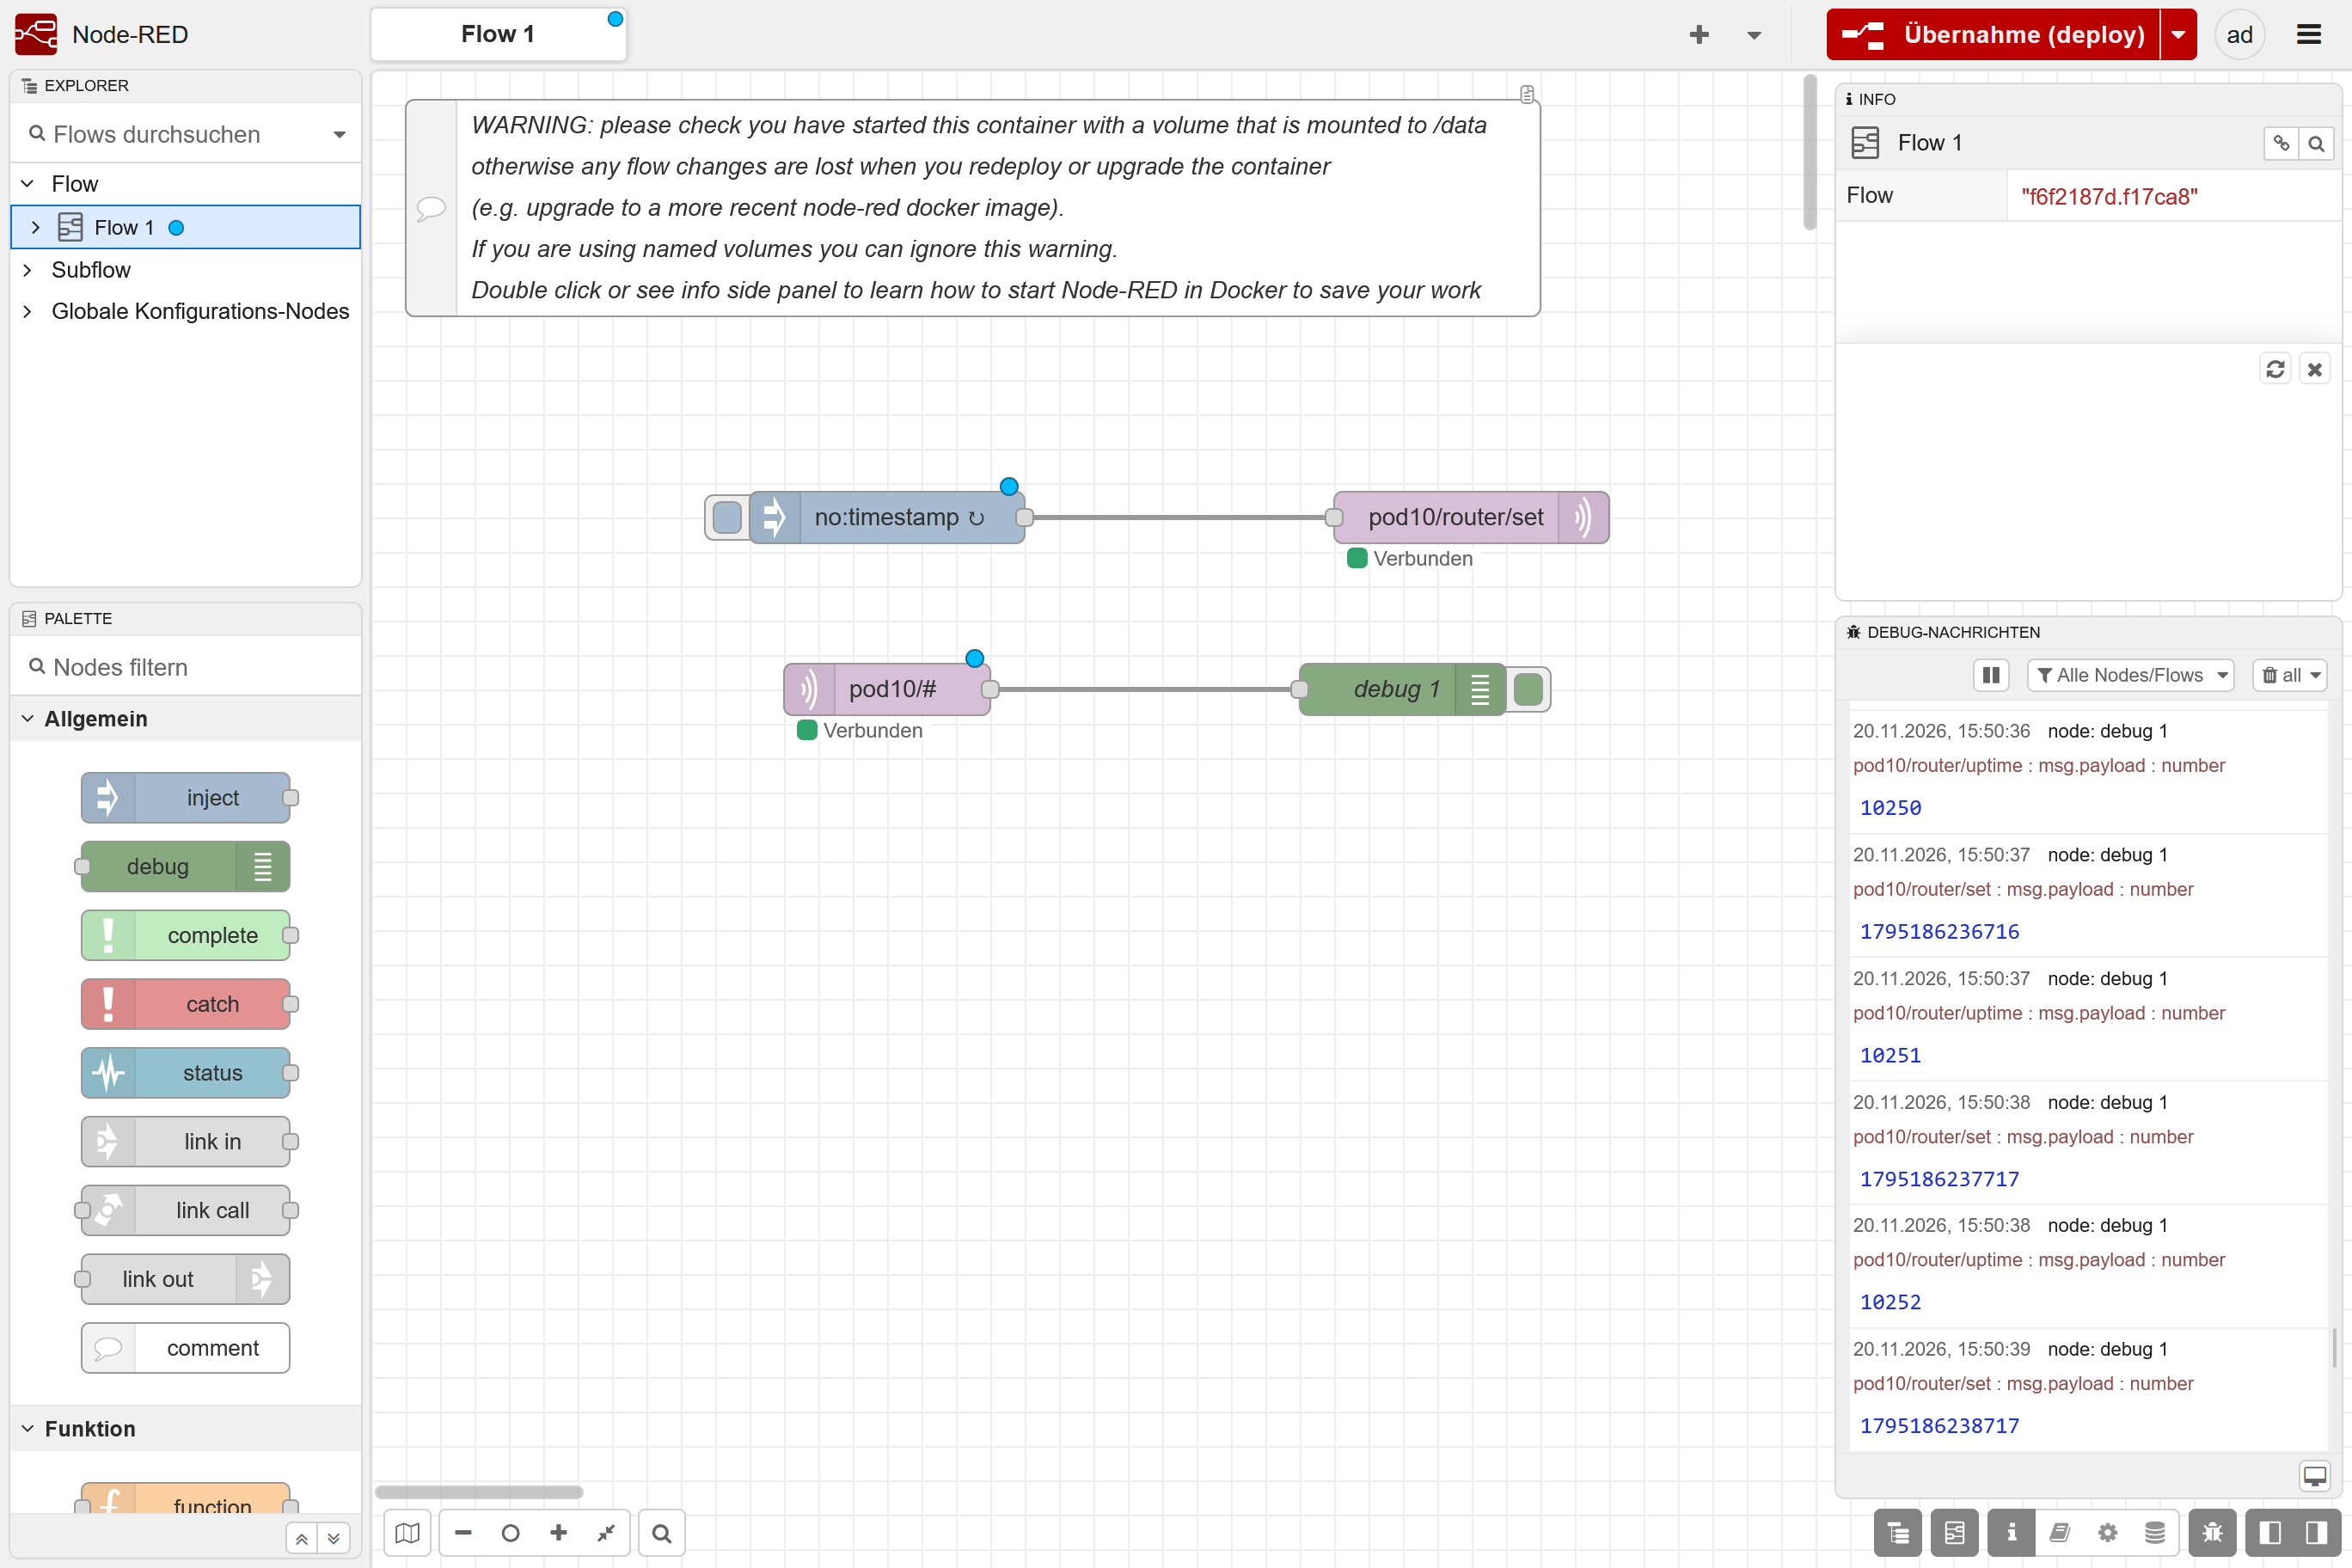 Node-RED
Flow 1
Übernahme (deploy)
ad
EXPLORER
Flows durchsuchen
Flow
Flow 1
Subflow
Globale Konfigurations-Nodes
PALETTE
Nodes filtern
Allgemein
inject
debug
complete
catch
status
link in
link call
link out
comment
Funktion
function
WARNING: please check you have started this container with a volume that is mounted to /data
otherwise any flow changes are lost when you redeploy or upgrade the container
(e.g. upgrade to a more recent node-red docker image).
If you are using named volumes you can ignore this warning.
Double click or see info side panel to learn how to start Node-RED in Docker to save your work
no:timestamp ↻
pod10/router/set
Verbunden
pod10/#
debug 1
Verbunden
INFO
Flow 1
Flow "f6f2187d.f17ca8"
DEBUG-NACHRICHTEN
Alle Nodes/Flows
all
20.11.2026, 15:50:36 node: debug 1
pod10/router/uptime : msg.payload : number
10250
20.11.2026, 15:50:37 node: debug 1
pod10/router/set : msg.payload : number
1795186236716
20.11.2026, 15:50:37 node: debug 1
pod10/router/uptime : msg.payload : number
10251
20.11.2026, 15:50:38 node: debug 1
pod10/router/set : msg.payload : number
1795186237717
20.11.2026, 15:50:38 node: debug 1
pod10/router/uptime : msg.payload : number
10252
20.11.2026, 15:50:39 node: debug 1
pod10/router/set : msg.payload : number
1795186238717